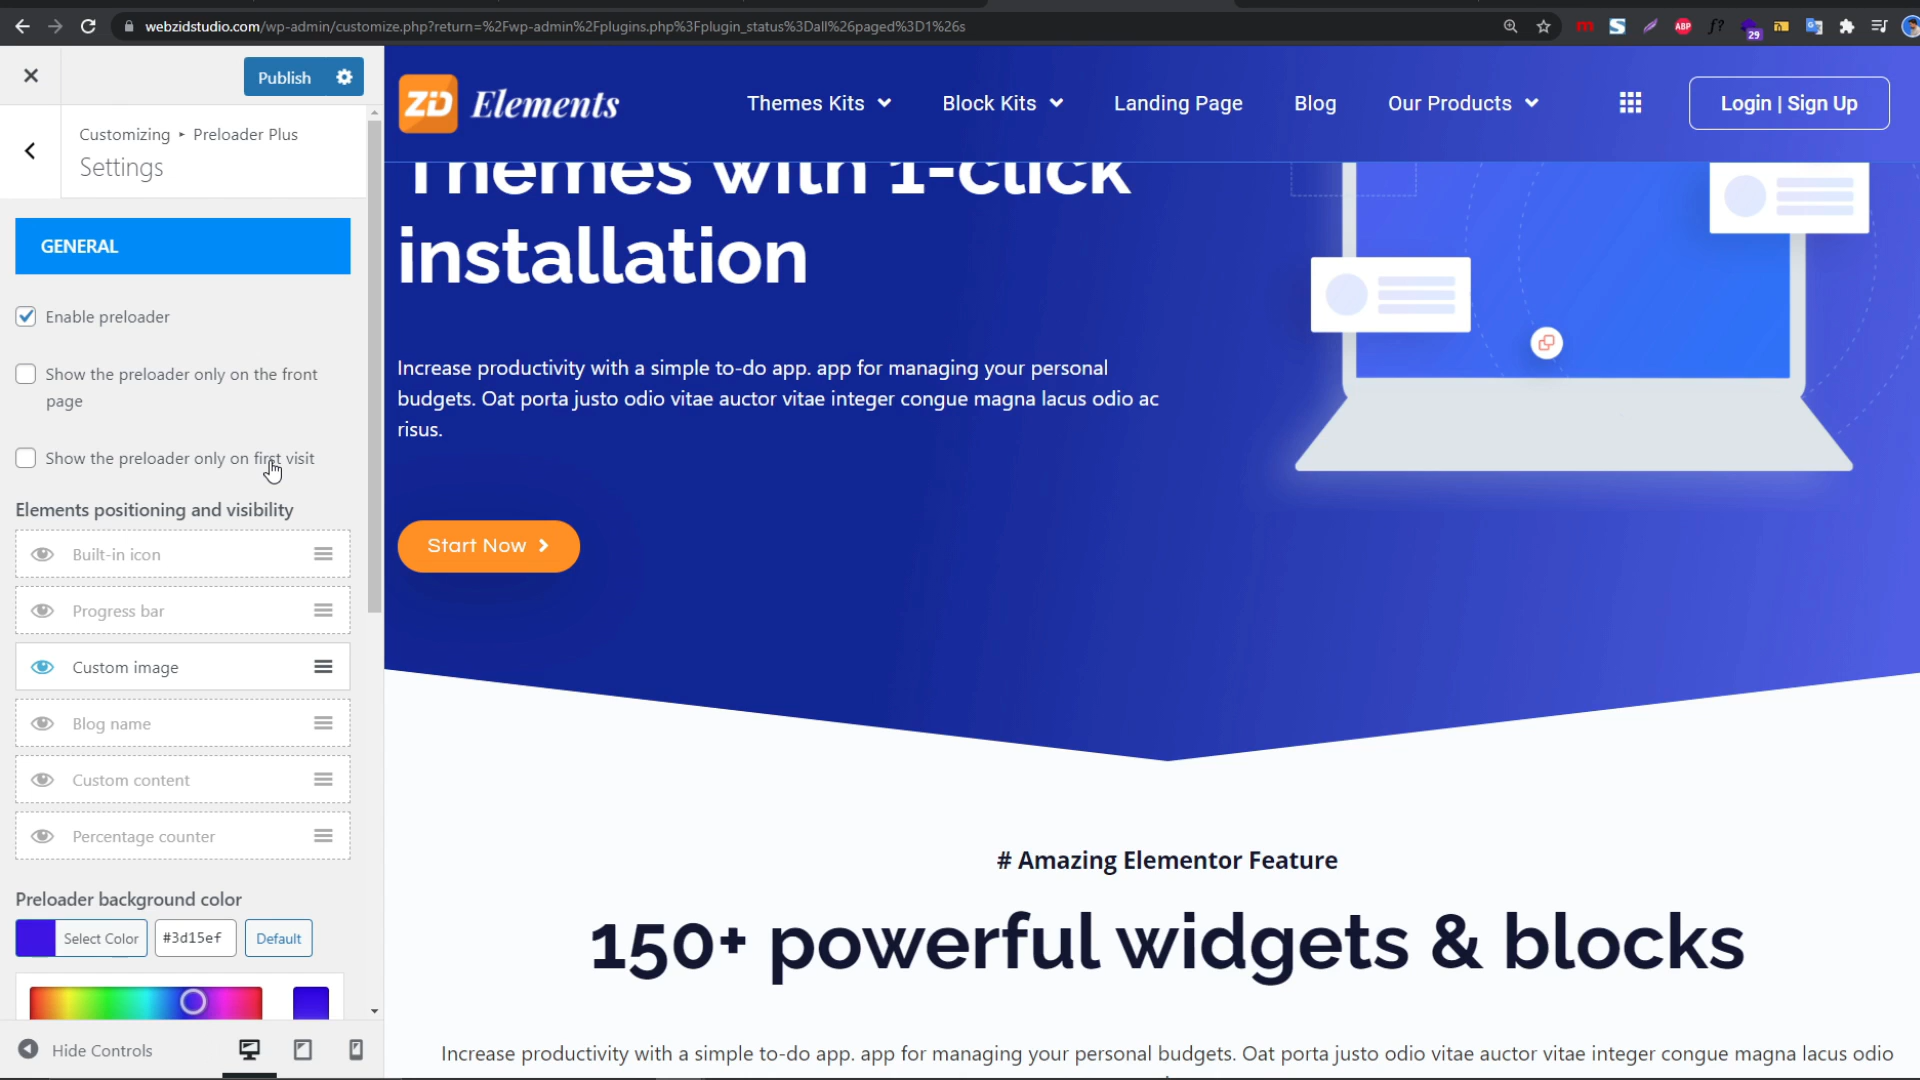 webzidstudio.com/wp-admin/customize.php?return=%2Fwp-admin%2Fplugins.php%3Fplugin_status%3Dall%26paged%3D1%26s
ABP
f?
29
Publish
Customizing ▸ Preloader Plus
Settings
GENERAL
Enable preloader
Show the preloader only on the front
page
Show the preloader only on first visit
Elements positioning and visibility
Built-in icon
Progress bar
Custom image
Blog name
Custom content
Percentage counter
Preloader background color
Select Color
#3d15ef
Default
Hide Controls
ZD Elements
Themes Kits
Block Kits
Landing Page
Blog
Our Products
Login | Sign Up
Themes with 1-click
installation
Increase productivity with a simple to-do app. app for managing your personal
budgets. Oat porta justo odio vitae auctor vitae integer congue magna lacus odio ac
risus.
Start Now
# Amazing Elementor Feature
150+ powerful widgets & blocks
Increase productivity with a simple to-do app. app for managing your personal budgets. Oat porta justo odio vitae auctor vitae integer congue magna lacus odio